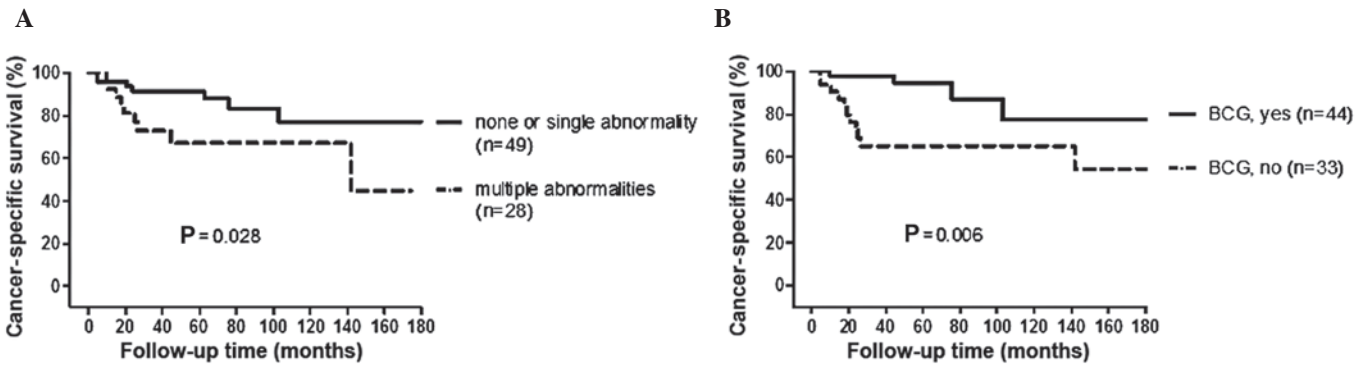 A
Cancer-specific survival (%)
100
80
60
40
20
0
P = 0.028
0 20 40 60 80 100 120 140 160 180
Follow-up time (months)
none or single abnormality
(n=49)
multiple abnormalities
(n=28)
B
Cancer-specific survival (%)
100
80
60
40
20
0
P = 0.006
0 20 40 60 80 100 120 140 160 180
Follow-up time (months)
BCG, yes (n=44)
BCG, no (n=33)